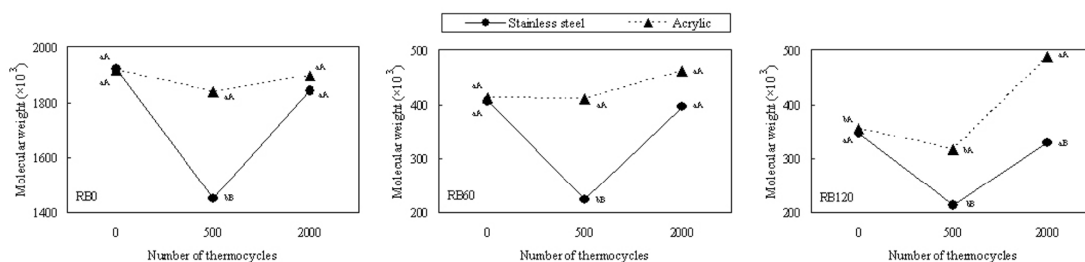 Stainless steel Acrylic
Molecular weight (×10³)
2000
1800
1600
1400
aA
aA
aA
bB
aA
aA
RB0
0 500 2000
Number of thermocycles
Molecular weight (×10³)
500
400
300
200
aA
aA
aA
bB
aA
aA
RB60
0 500 2000
Number of thermocycles
Molecular weight (×10³)
500
400
300
200
bA
aA
bA
bB
aA
aB
RB120
0 500 2000
Number of thermocycles